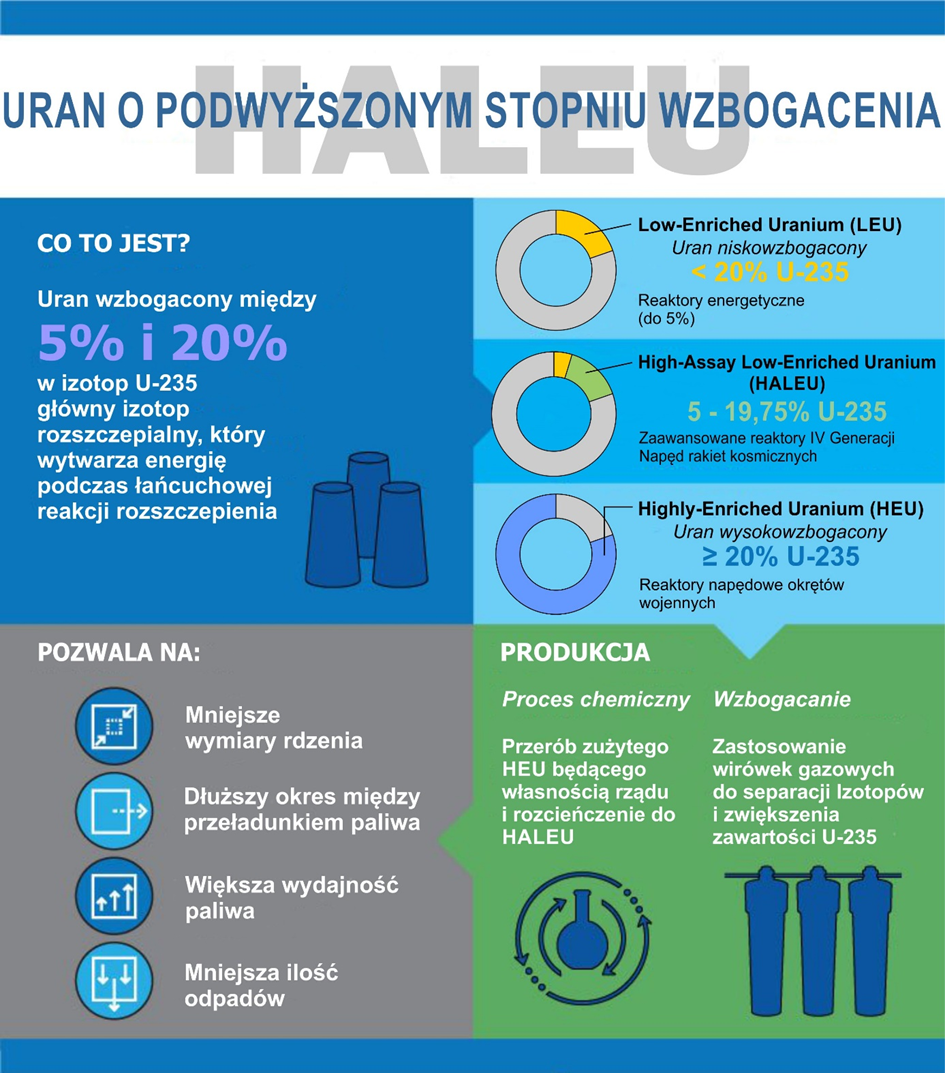 HALEU
URAN O PODWYŻSZONYM STOPNIU WZBOGACENIA
CO TO JEST?
Uran wzbogacony między
5% i 20%
w izotop U-235
główny izotop
rozszczepialny, który
wytwarza energię
podczas łańcuchowej
reakcji rozszczepienia
Low-Enriched Uranium (LEU)
Uran niskowzbogacony
< 20% U-235
Reaktory energetyczne
(do 5%)
High-Assay Low-Enriched Uranium
(HALEU)
5 - 19,75% U-235
Zaawansowane reaktory IV Generacji
Napęd rakiet kosmicznych
Highly-Enriched Uranium (HEU)
Uran wysokowzbogacony
≥ 20% U-235
Reaktory napędowe okrętów
wojennych
POZWALA NA:
Mniejsze
wymiary rdzenia
Dłuższy okres między
przeładunkiem paliwa
Większa wydajność
paliwa
Mniejsza ilość
odpadów
PRODUKCJA
Proces chemiczny
Przerób zużytego
HEU będącego
własnością rządu
i rozcieńczenie do
HALEU
Wzbogacanie
Zastosowanie
wirówek gazowych
do separacji Izotopów
i zwiększenia
zawartości U-235